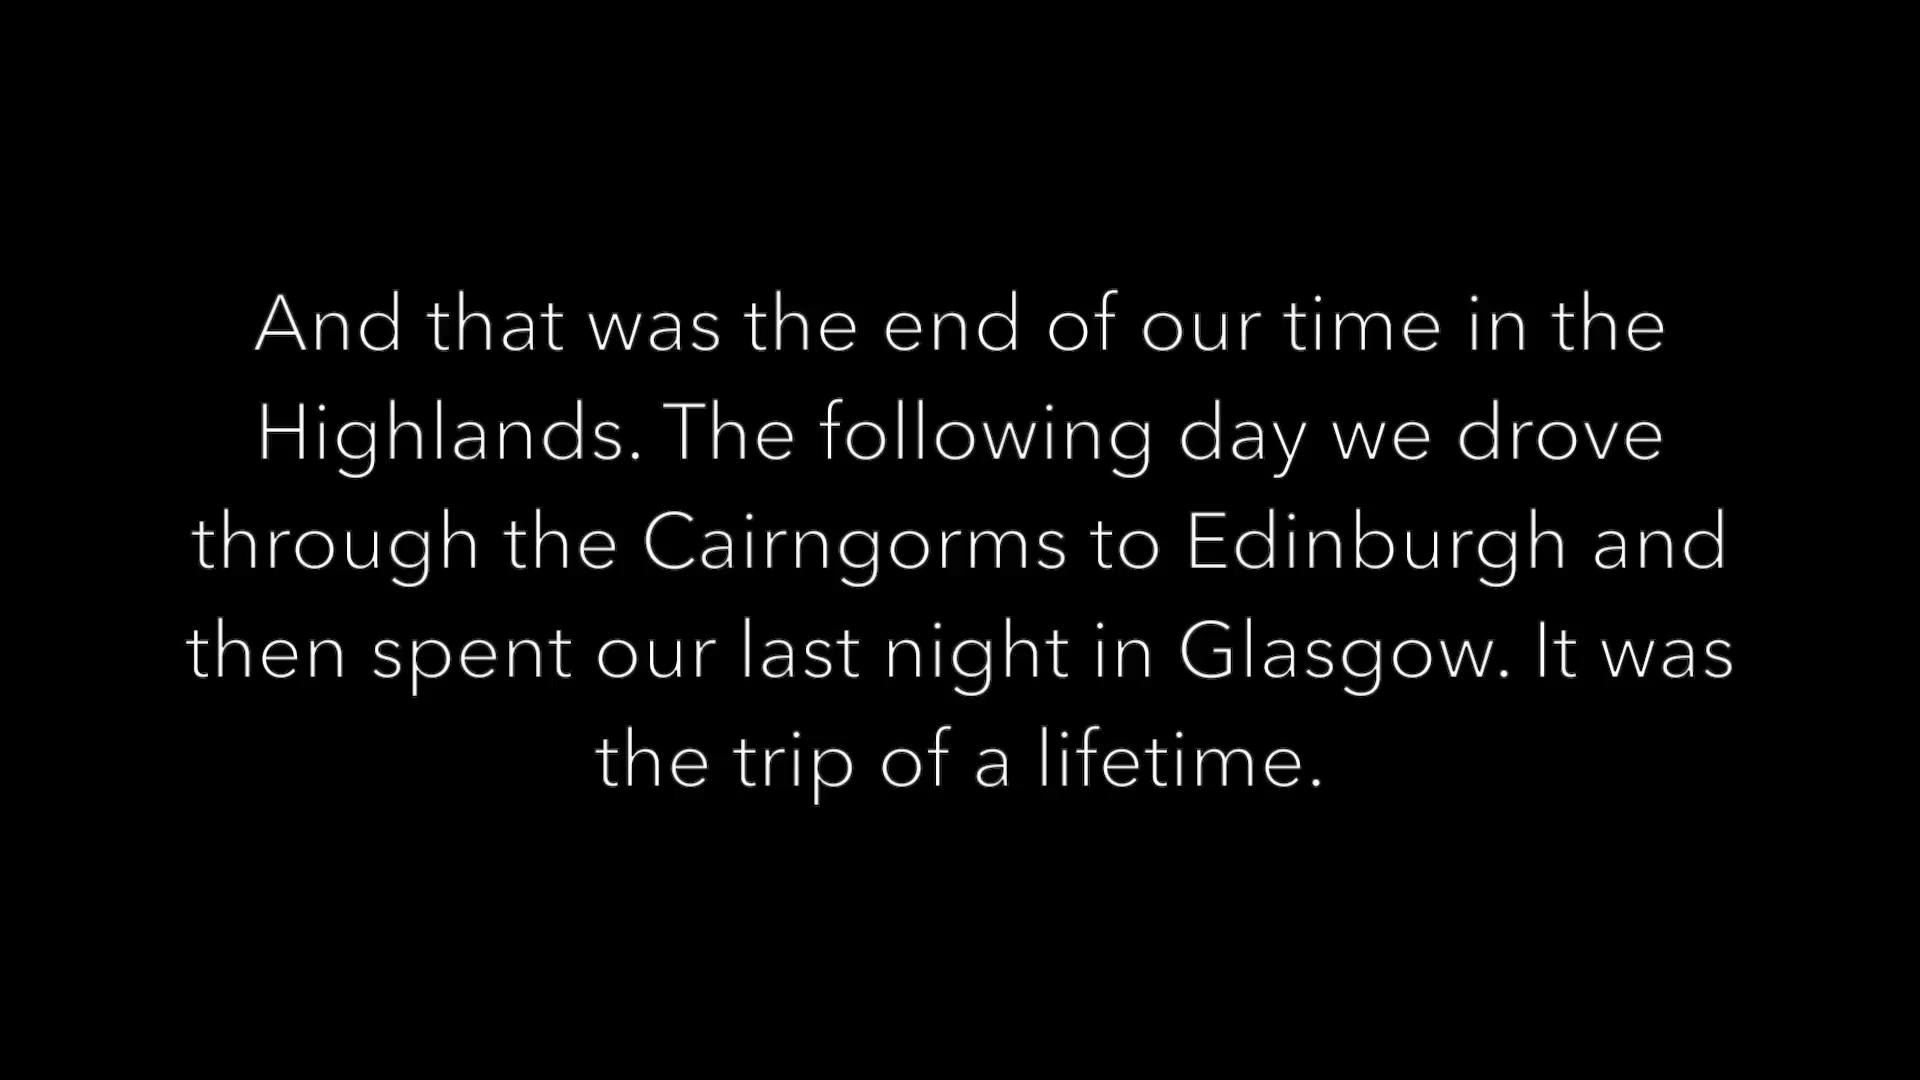 And that was the end of our time in the
Highlands. The following day we drove
through the Cairngorms to Edinburgh and
then spent our last night in Glasgow. It was
the trip of a lifetime.